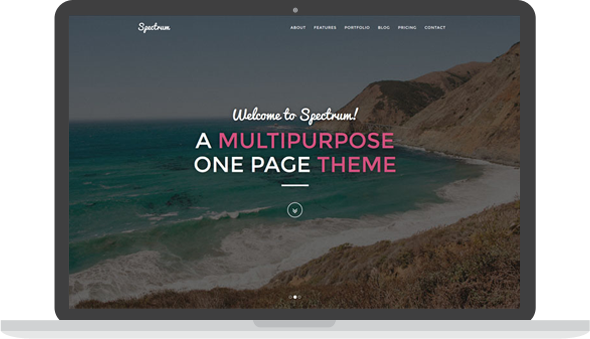 Spectrum
ABOUT FEATURES PORTFOLIO BLOG PRICING CONTACT
Welcome to Spectrum!
A MULTIPURPOSE
ONE PAGE THEME